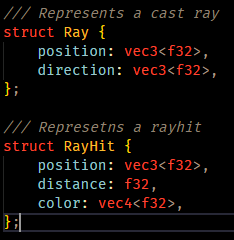 /// Represents a cast ray
struct Ray {
    position: vec3<f32>,
    direction: vec3<f32>,
};

/// Represetns a rayhit
struct RayHit {
    position: vec3<f32>,
    distance: f32,
    color: vec4<f32>,
};